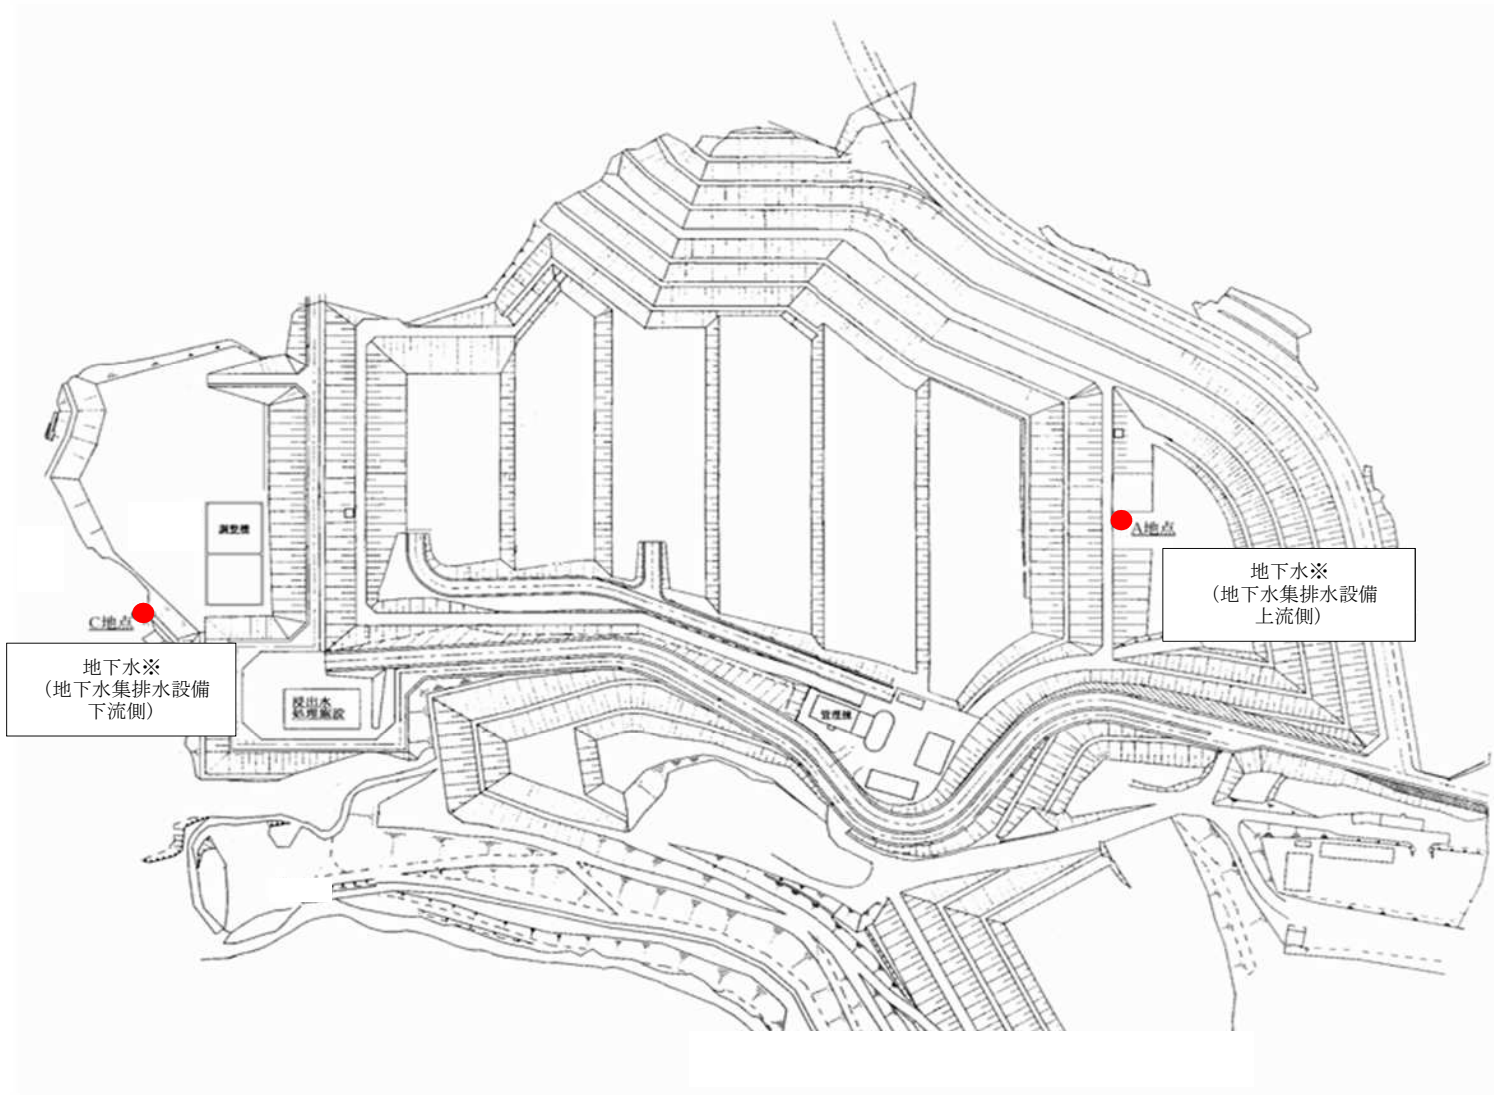 調整槽
A地点
地下水※
（地下水集排水設備
上流側）
C地点
地下水※
（地下水集排水設備
下流側）
浸出水
処理施設
管理棟